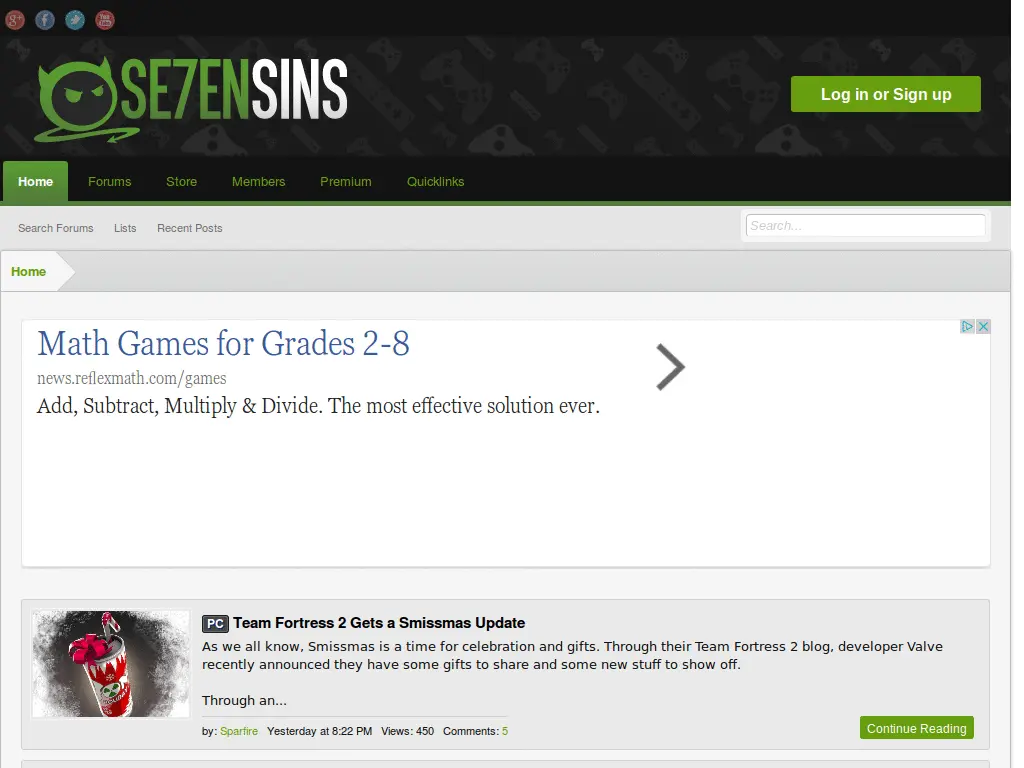 SE7ENSINS
Log in or Sign up
Home Forums Store Members Premium Quicklinks
Search Forums Lists Recent Posts
Search...
Home
Math Games for Grades 2-8
news.reflexmath.com/games
Add, Subtract, Multiply & Divide. The most effective solution ever.
PC Team Fortress 2 Gets a Smissmas Update
As we all know, Smissmas is a time for celebration and gifts. Through their Team Fortress 2 blog, developer Valve
recently announced they have some gifts to share and some new stuff to show off.
Through an...
by: Sparfire Yesterday at 8:22 PM Views: 450 Comments: 5
Continue Reading